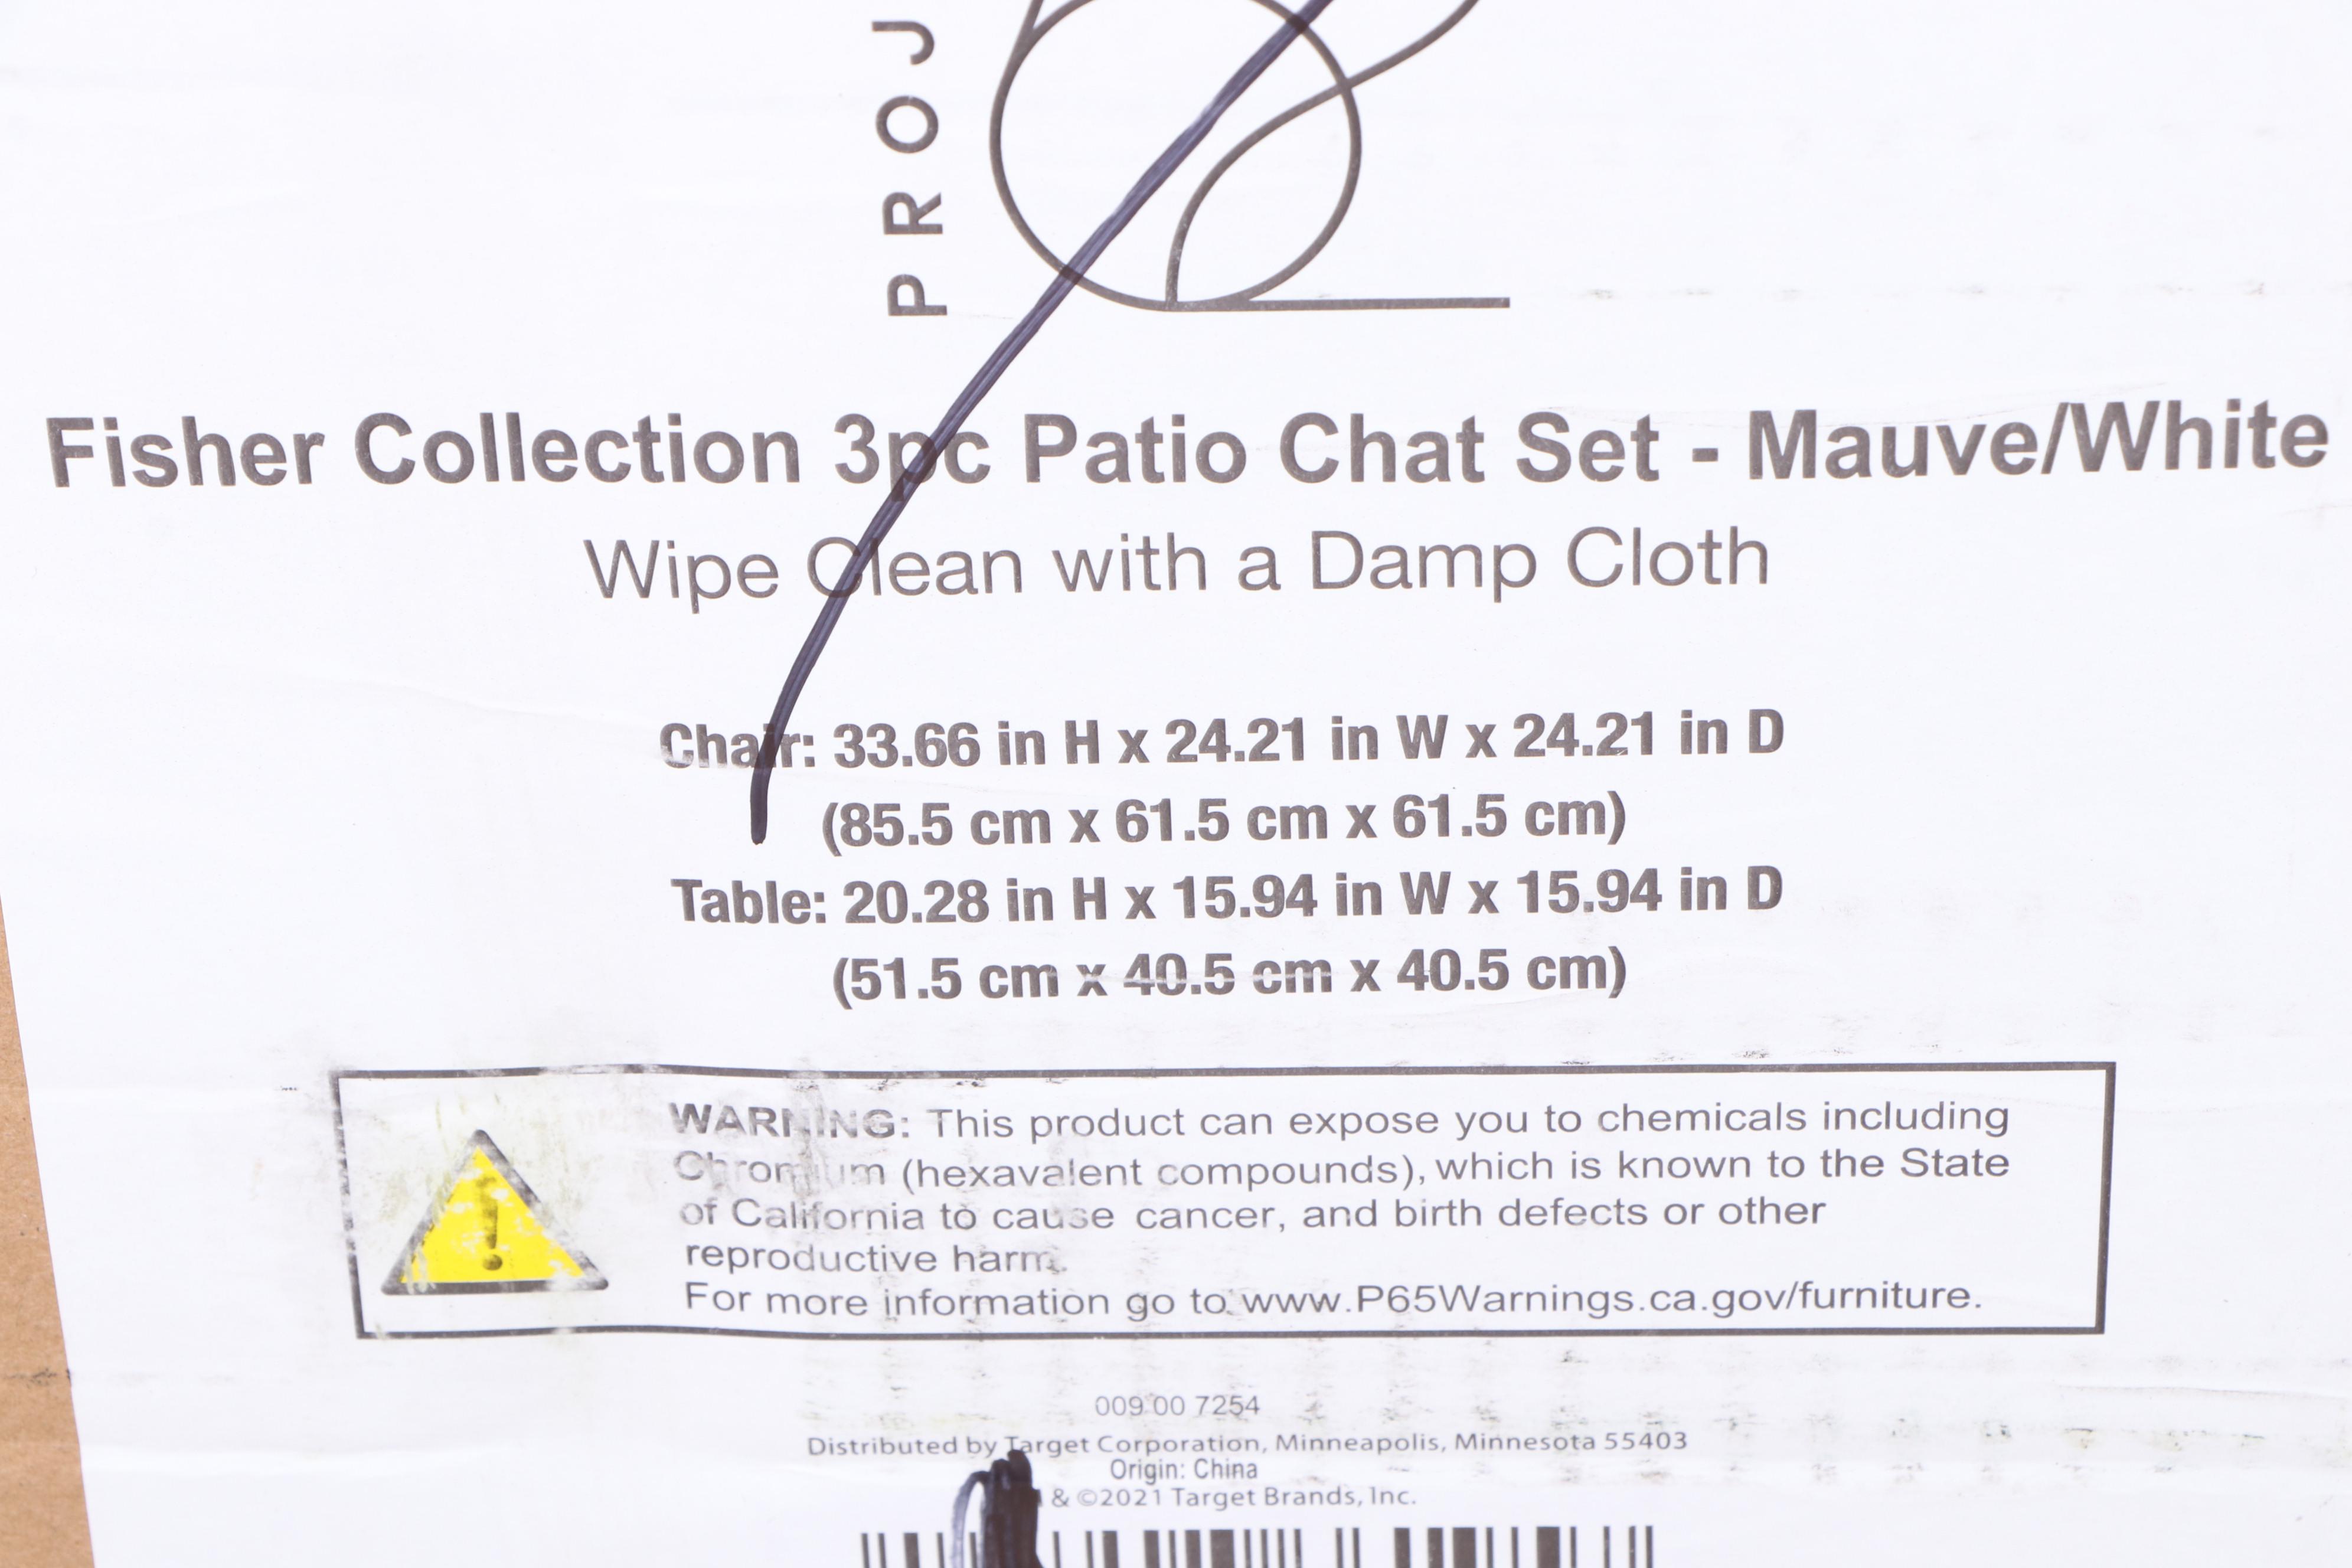 PROJ
Fisher Collection 3pc Patio Chat Set - Mauve/White
Wipe Clean with a Damp Cloth
Chair: 33.66 in H x 24.21 in W x 24.21 in D
(85.5 cm x 61.5 cm x 61.5 cm)
Table: 20.28 in H x 15.94 in W x 15.94 in D
(51.5 cm x 40.5 cm x 40.5 cm)
WARNING: This product can expose you to chemicals including
Chromium (hexavalent compounds), which is known to the State
of California to cause cancer, and birth defects or other
reproductive harm.
For more information go to www.P65Warnings.ca.gov/furniture.
009 00 7254
Distributed by Target Corporation, Minneapolis, Minnesota 55403
Origin: China
& ©2021 Target Brands, Inc.